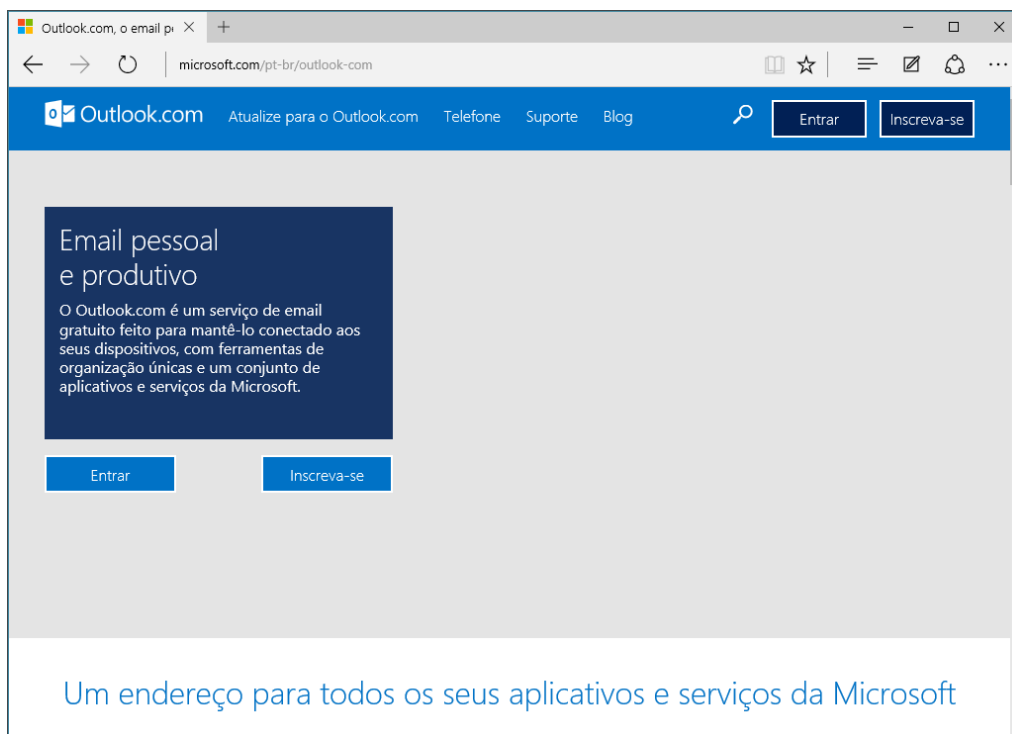 Outlook.com, o email
microsoft.com/pt-br/outlook-com
Outlook.com Atualize para o Outlook.com Telefone Suporte Blog Entrar Inscreva-se
Email pessoal
e produtivo
O Outlook.com é um serviço de email
gratuito feito para mantê-lo conectado aos
seus dispositivos, com ferramentas de
organização únicas e um conjunto de
aplicativos e serviços da Microsoft.
Entrar Inscreva-se
Um endereço para todos os seus aplicativos e serviços da Microsoft